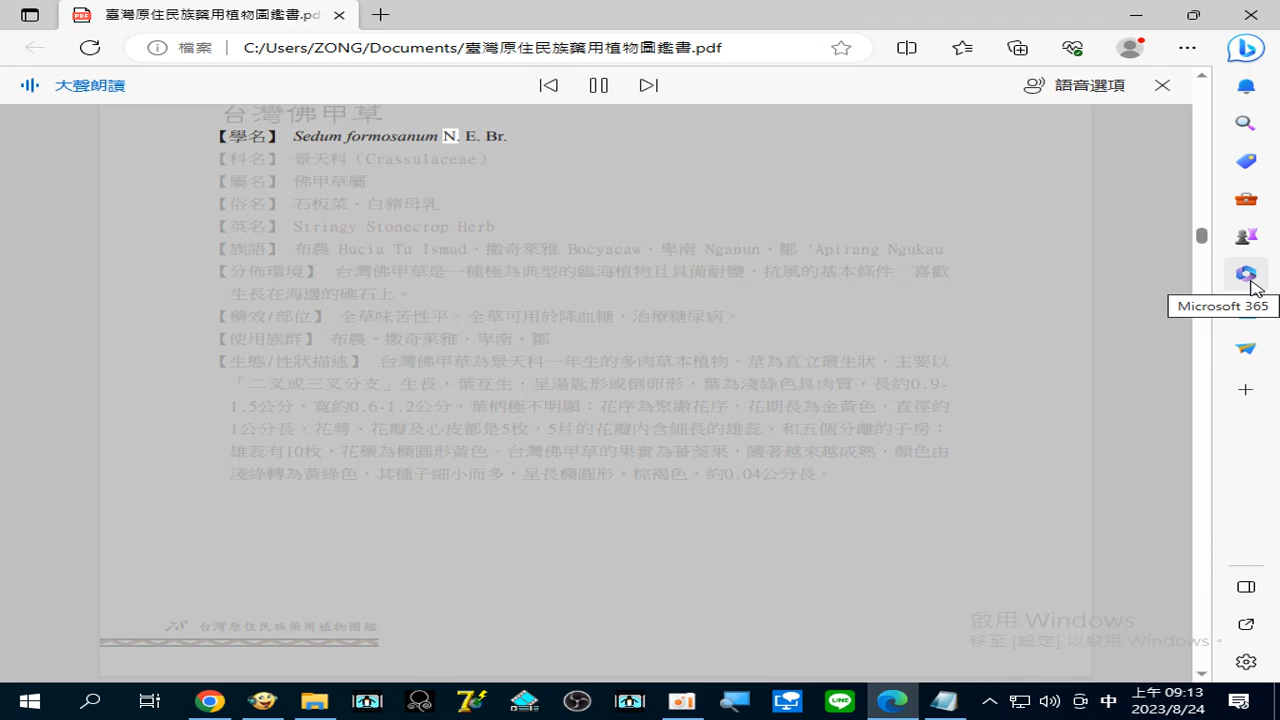 臺灣原住民族藥用植物圖鑑書.pdf
檔案 C:/Users/ZONG/Documents/臺灣原住民族藥用植物圖鑑書.pdf
大聲朗讀
語音選項
台灣佛甲草
【學名】 Sedum formosanum N. E. Br.
【科名】 景天科（Crassulaceae）
【屬名】 佛甲草屬
【俗名】 石板菜、白豬母乳
【英名】 Stringy Stonecrop Herb
【族語】 布農 Hucia Tu Ismud、撒奇萊雅 Bocyacaw、卑南 Nganun、鄒 'Apirang Ngukau
【分佈環境】 台灣佛甲草是一種極為典型的臨海植物且具備耐鹽、抗風的基本條件，喜歡
生長在海邊的礁石上。
【藥效/部位】 全草味苦性平。全草可用於降血糖，治療糖尿病。
【使用族群】 布農、撒奇萊雅、卑南、鄒
【生態/性狀描述】 台灣佛甲草為景天科一年生的多肉草本植物。莖為直立叢生狀，主要以
「二叉或三叉分支」生長，葉互生，呈湯匙形或倒卵形，葉為淺綠色具肉質，長約0.9-
1.5公分，寬約0.6-1.2公分，葉柄極不明顯；花序為聚繖花序，花期長為金黃色，直徑約
1公分長，花萼、花瓣及心皮都是5枚，5片的花瓣內含細長的雄蕊，和五個分離的子房；
雄蕊有10枚，花藥為橢圓形黃色。台灣佛甲草的果實為蓇葖果，隨著越來越成熟，顏色由
淺綠轉為黃綠色，其種子細小而多，呈長橢圓形，棕褐色，約0.04公分長。
78 台灣原住民族藥用植物圖鑑
Microsoft 365
啟用 Windows
移至 [設定] 以啟用 Windows。
中
上午 09:13
2023/8/24